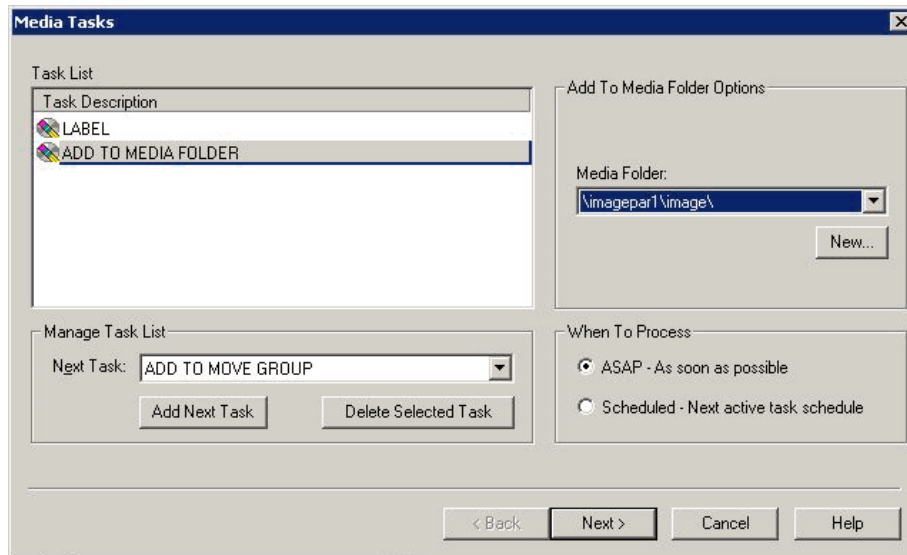 Media Tasks
Task List
Task Description
LABEL
ADD TO MEDIA FOLDER
Add To Media Folder Options
Media Folder:
\imagepar1\image\
New...
Manage Task List
Next Task: ADD TO MOVE GROUP
Add Next Task
Delete Selected Task
When To Process
ASAP - As soon as possible
Scheduled - Next active task schedule
< Back
Next >
Cancel
Help